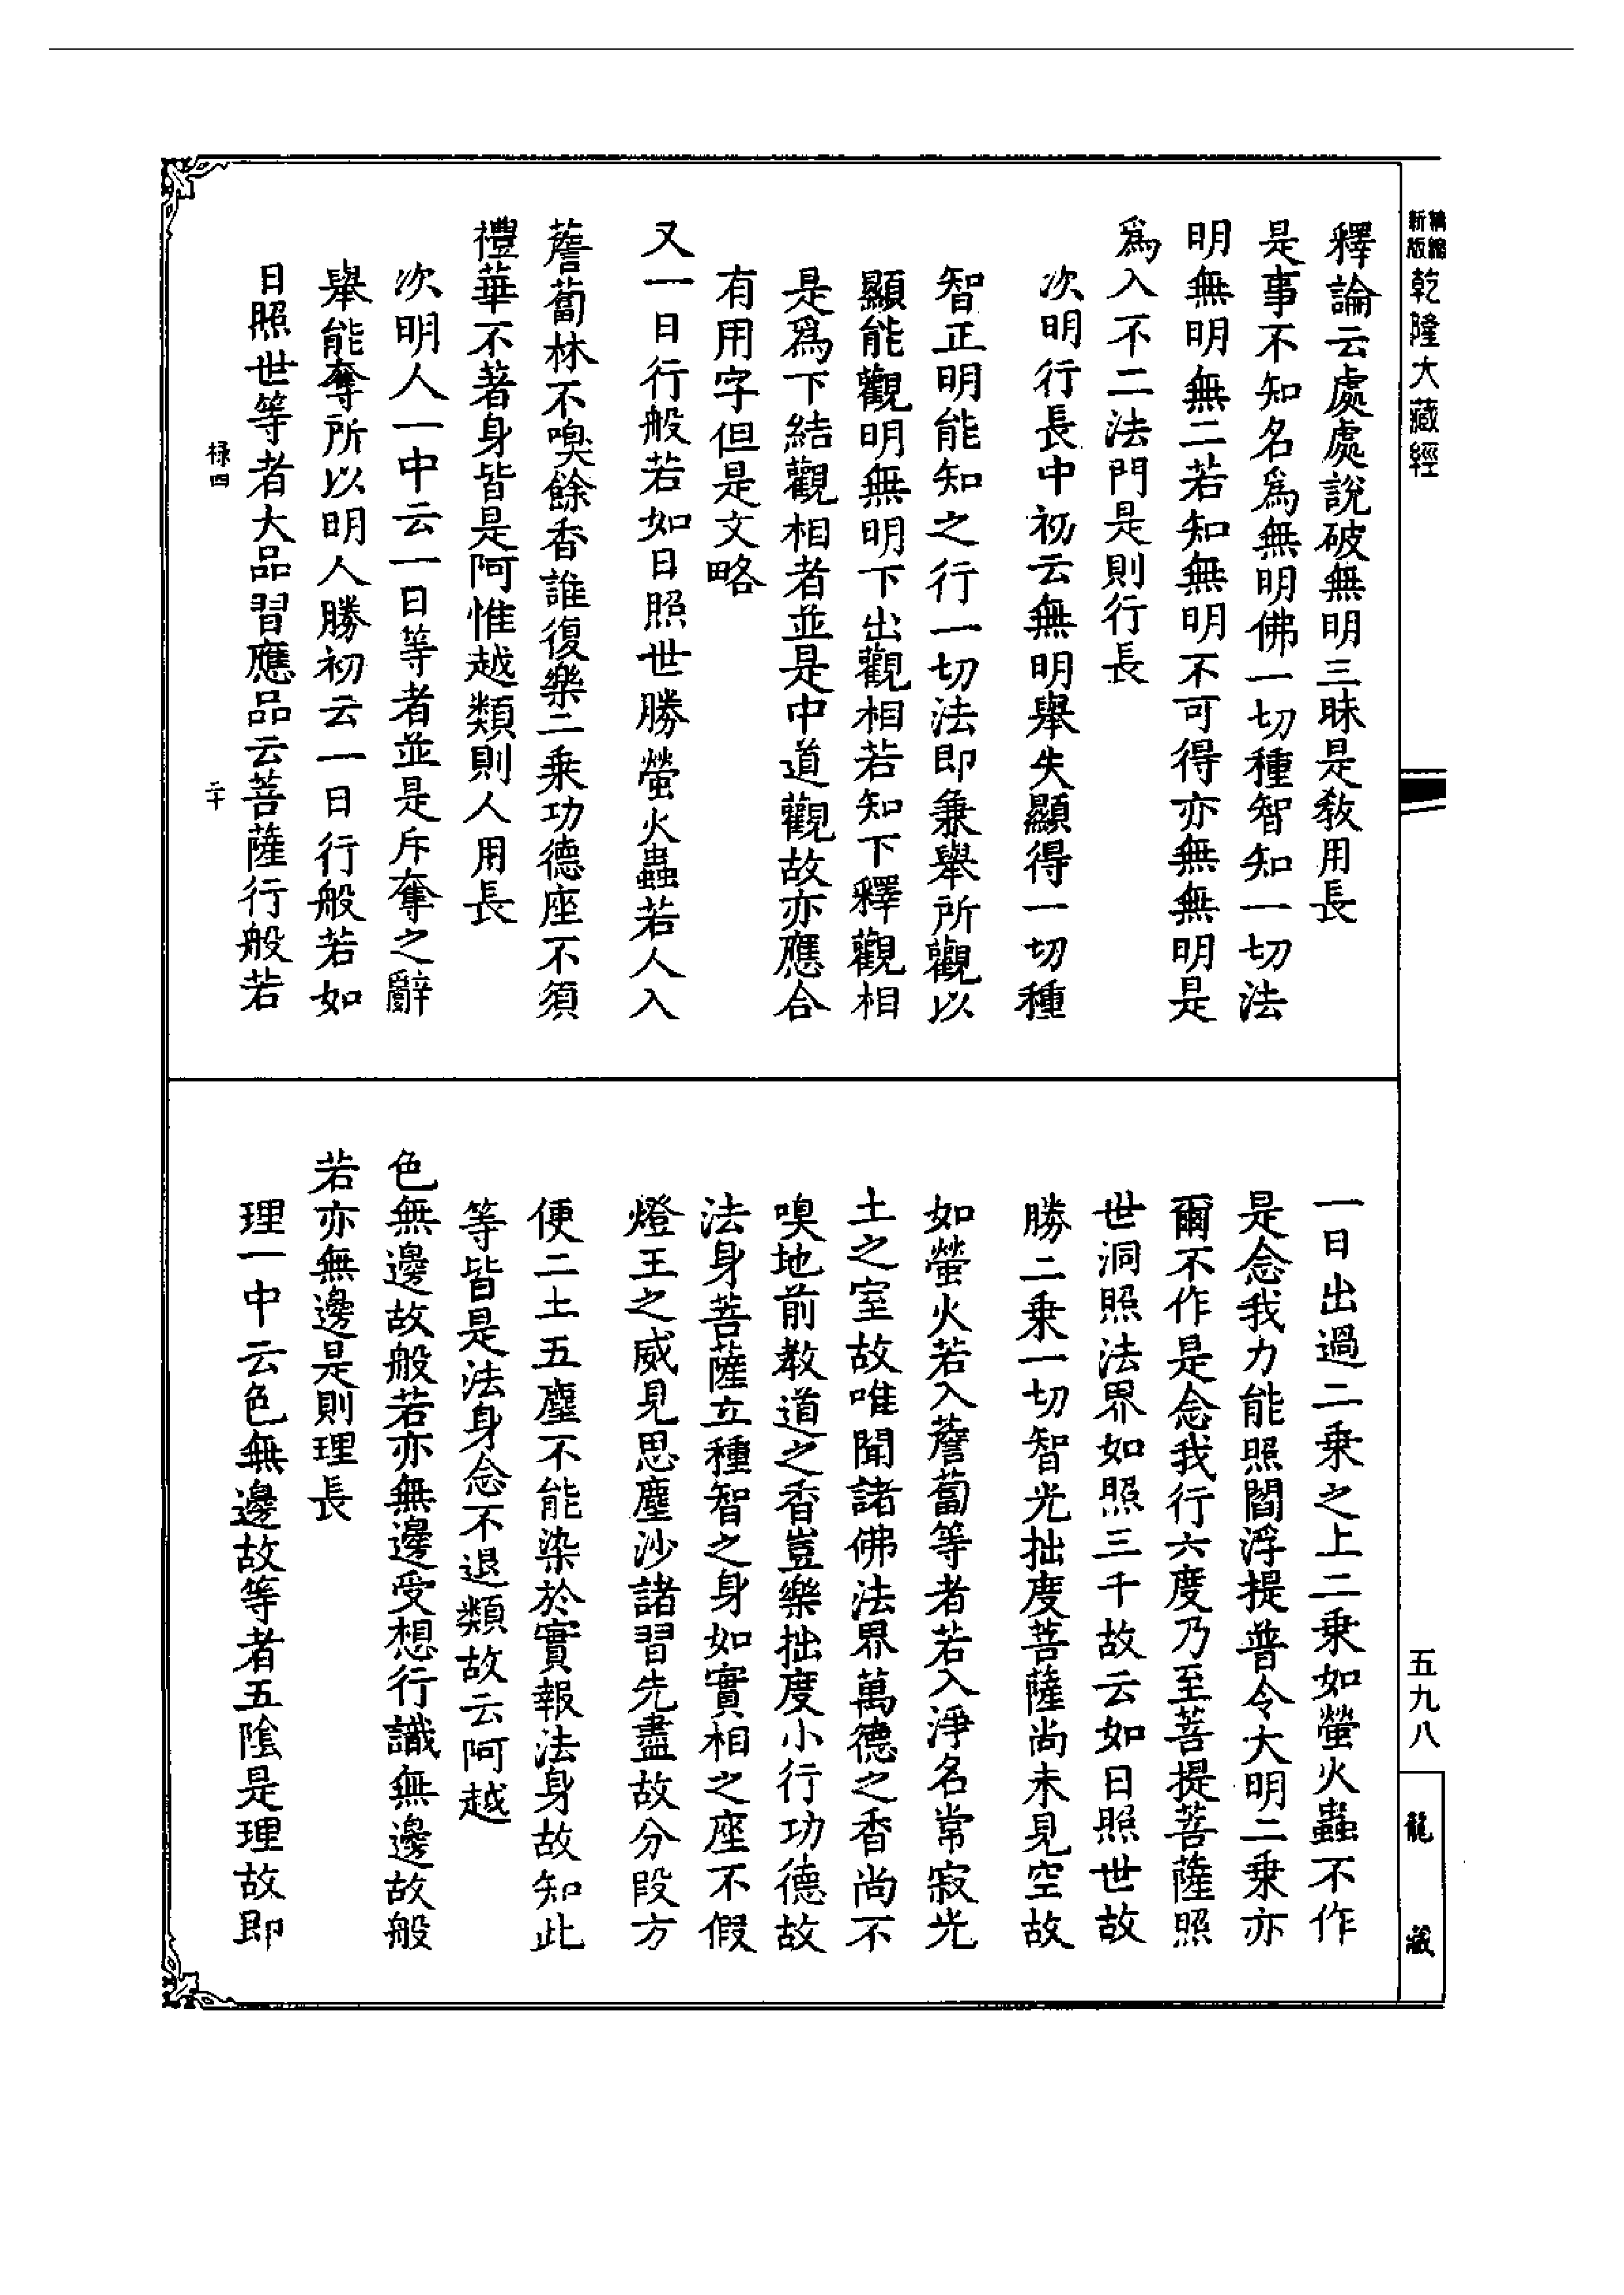 精縮新版乾隆大藏經
釋論云處處說破無明三昧是教用長
是事不知名爲無明佛一切種智知一切法
明無明無二若知無明不可得亦無無明是
爲入不二法門是則行長
次明行長中初云無明舉失顯得一切種
智正明能知之行一切法即兼舉所觀以
顯能觀明無明下出觀相若知下釋觀相
是爲下結觀相者並是中道觀故亦應合
有用字但是文略
又一日行般若如日照世勝螢火蟲若人入
薝蔔林不嗅餘香誰復樂二乘功德座不須
禮華不著身皆是阿惟越類則人用長
次明人一中云一日等者並是斥奪之辭
舉能奪所以明人勝初云一日行般若如
日照世等者大品習應品云菩薩行般若
祿四
二十
一日出過二乘之上二乘如螢火蟲不作
是念我力能照閻浮提普令大明二乘亦
爾不作是念我行六度乃至菩提菩薩照
世洞照法界如照三千故云如日照世故
勝二乘一切智光拙度菩薩尚未見空故
如螢火若入薝蔔等者若入淨名常寂光
土之室故唯聞諸佛法界萬德之香尚不
嗅地前教道之香豈樂拙度小行功德故
法身菩薩立種智之身如實相之座不假
燈王之威見思塵沙諸習先盡故分段方
便二土五塵不能染於實報法身故知此
等皆是法身念不退類故云阿越
色無邊故般若亦無邊受想行識無邊故般
若亦無邊是則理長
理一中云色無邊故等者五陰是理故即
五九八
龍藏